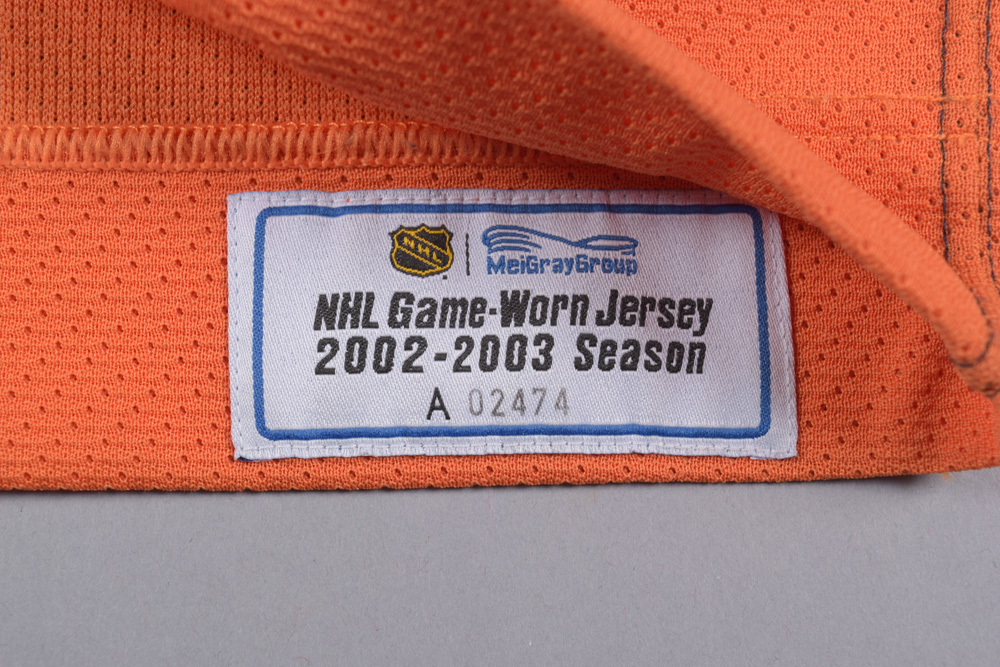 NHL
MeiGrayGroup
NHL Game-Worn Jersey
2002-2003 Season
A 02474